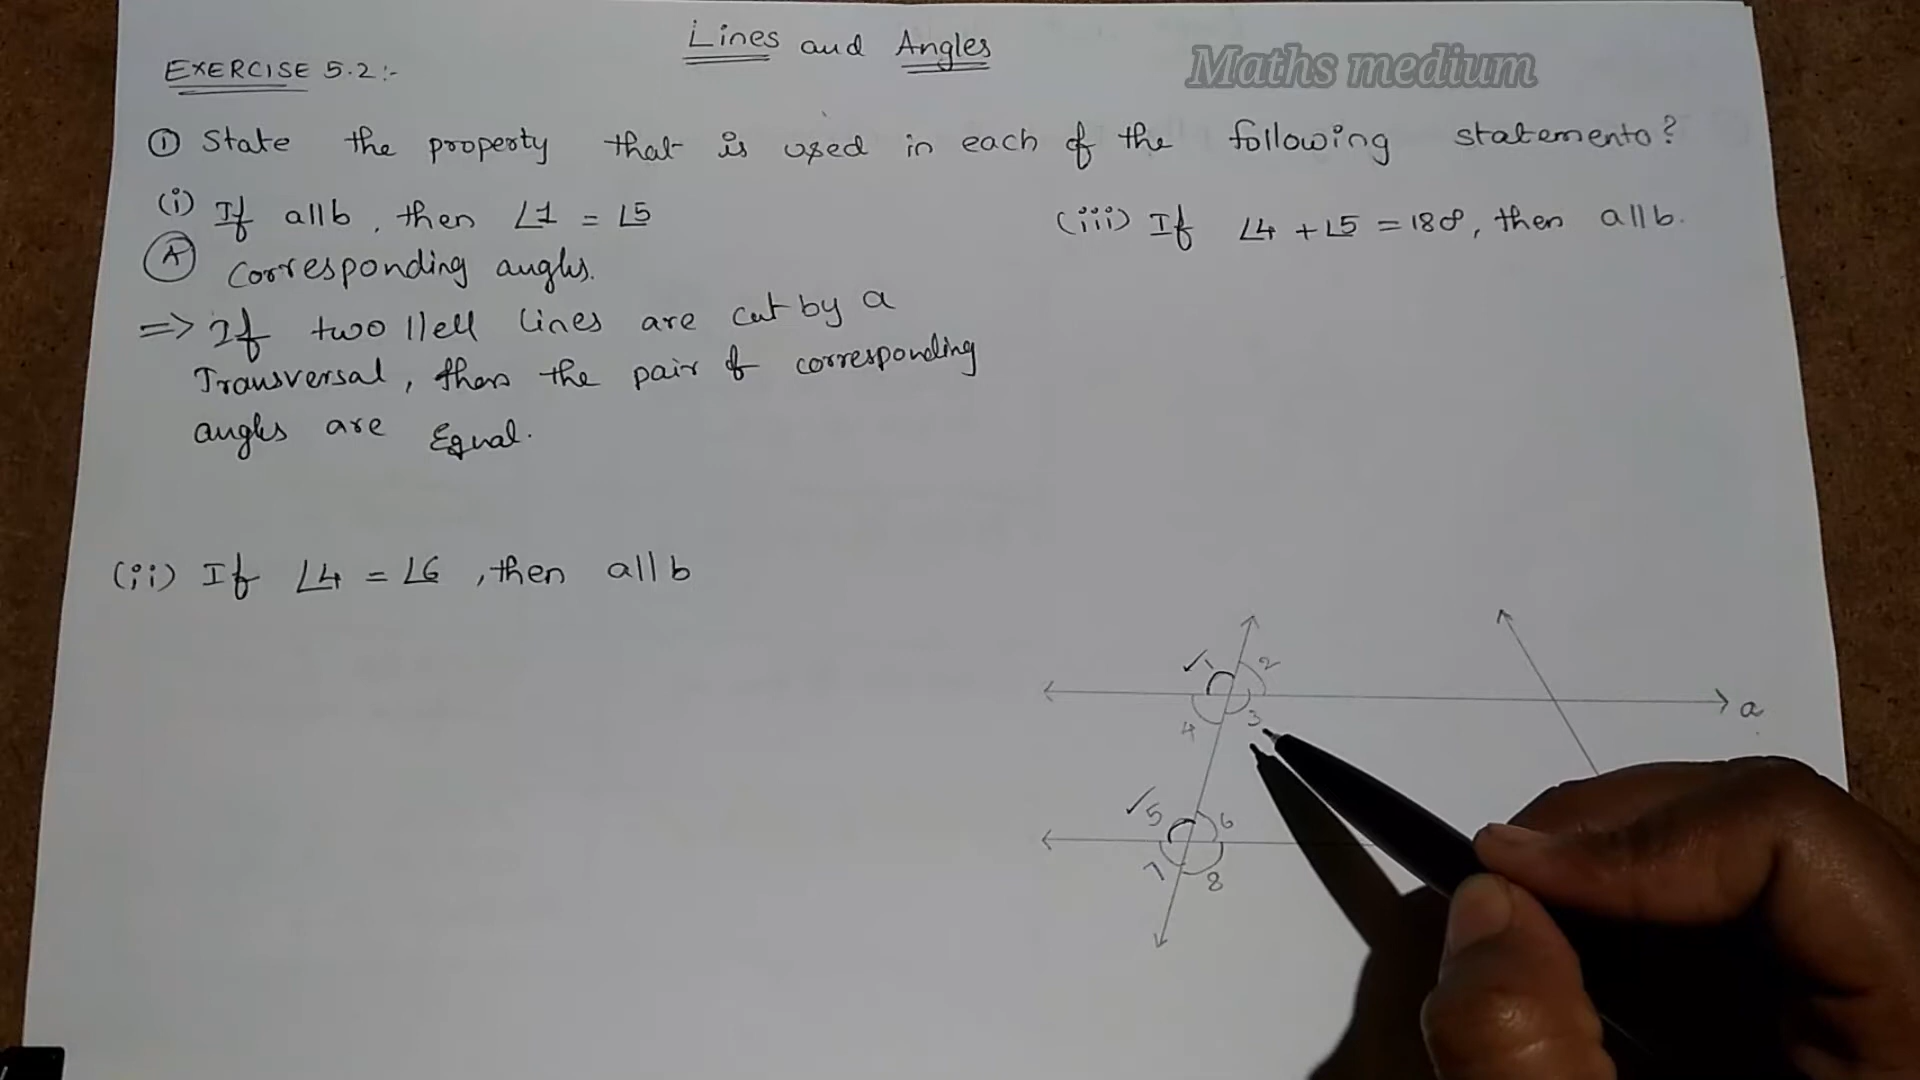 Lines and Angles
Maths medium
EXERCISE 5.2:-
① State the property that is used in each of the following statements?
(i) If a||b, then ∠1 = ∠5
(A) Corresponding angles.
=> If two ||ell lines are cut by a
Transversal, then the pair of corresponding
angles are Equal.
(ii) If ∠4 = ∠6, then a||b
(iii) If ∠4 + ∠5 = 180, then a||b.
✓ 1 2
a
4 3
✓ 5 6
7 8